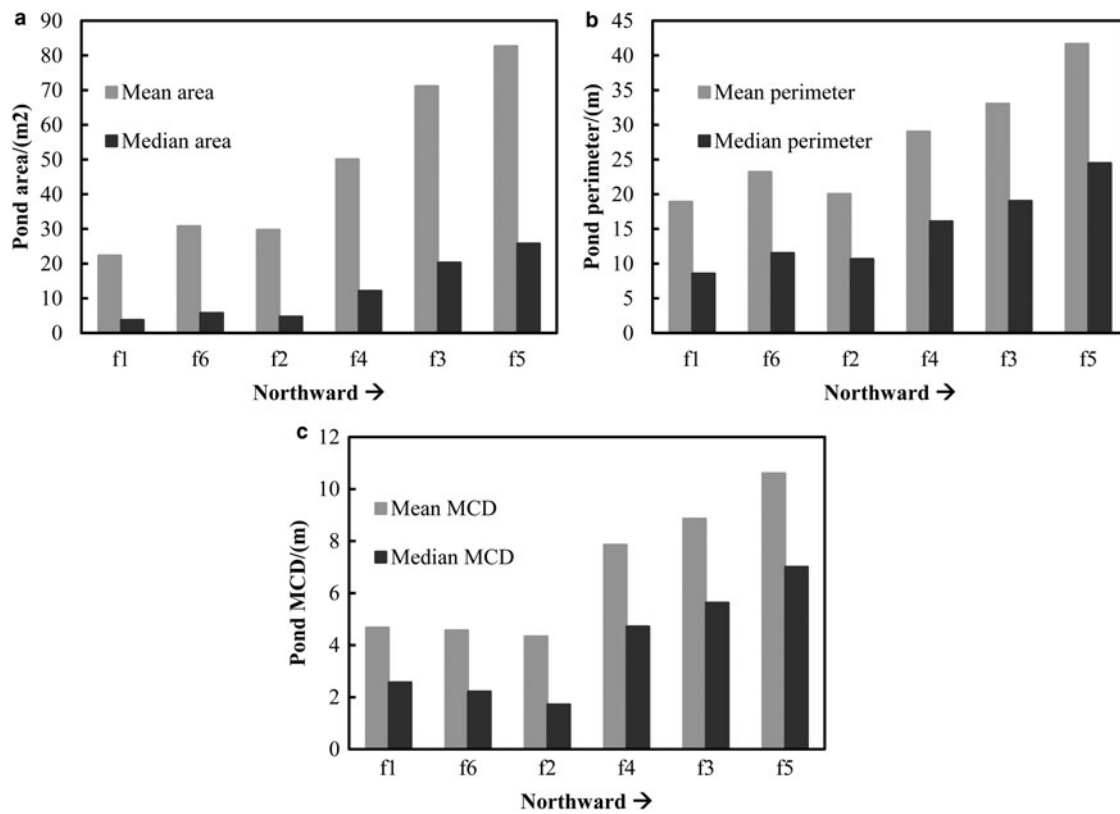 a
90
80
70
60
50
40
30
20
10
0
Pond area/(m2)
Mean area
Median area
f1 f6 f2 f4 f3 f5
Northward →
b
45
40
35
30
25
20
15
10
5
0
Pond perimeter/(m)
Mean perimeter
Median perimeter
f1 f6 f2 f4 f3 f5
Northward →
c
12
10
8
6
4
2
0
Pond MCD/(m)
Mean MCD
Median MCD
f1 f6 f2 f4 f3 f5
Northward →